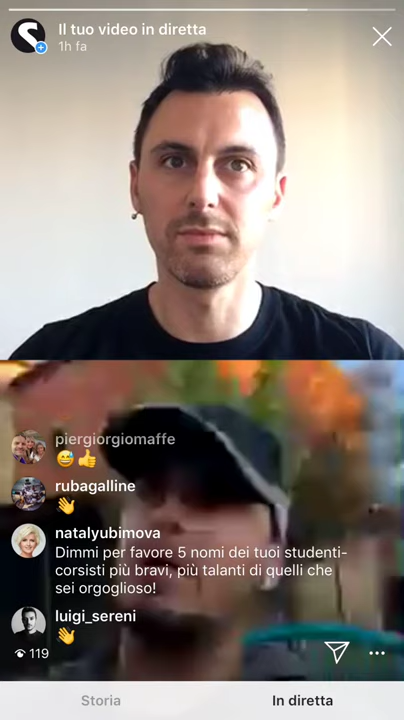 Il tuo video in diretta
1h fa
piergiorgiomaffe
😅👍
rubagalline
👋
natalyubimova
Dimmi per favore 5 nomi dei tuoi studenti-
corsisti più bravi, più talanti di quelli che
sei orgoglioso!
luigi_sereni
👋
119
Storia
In diretta